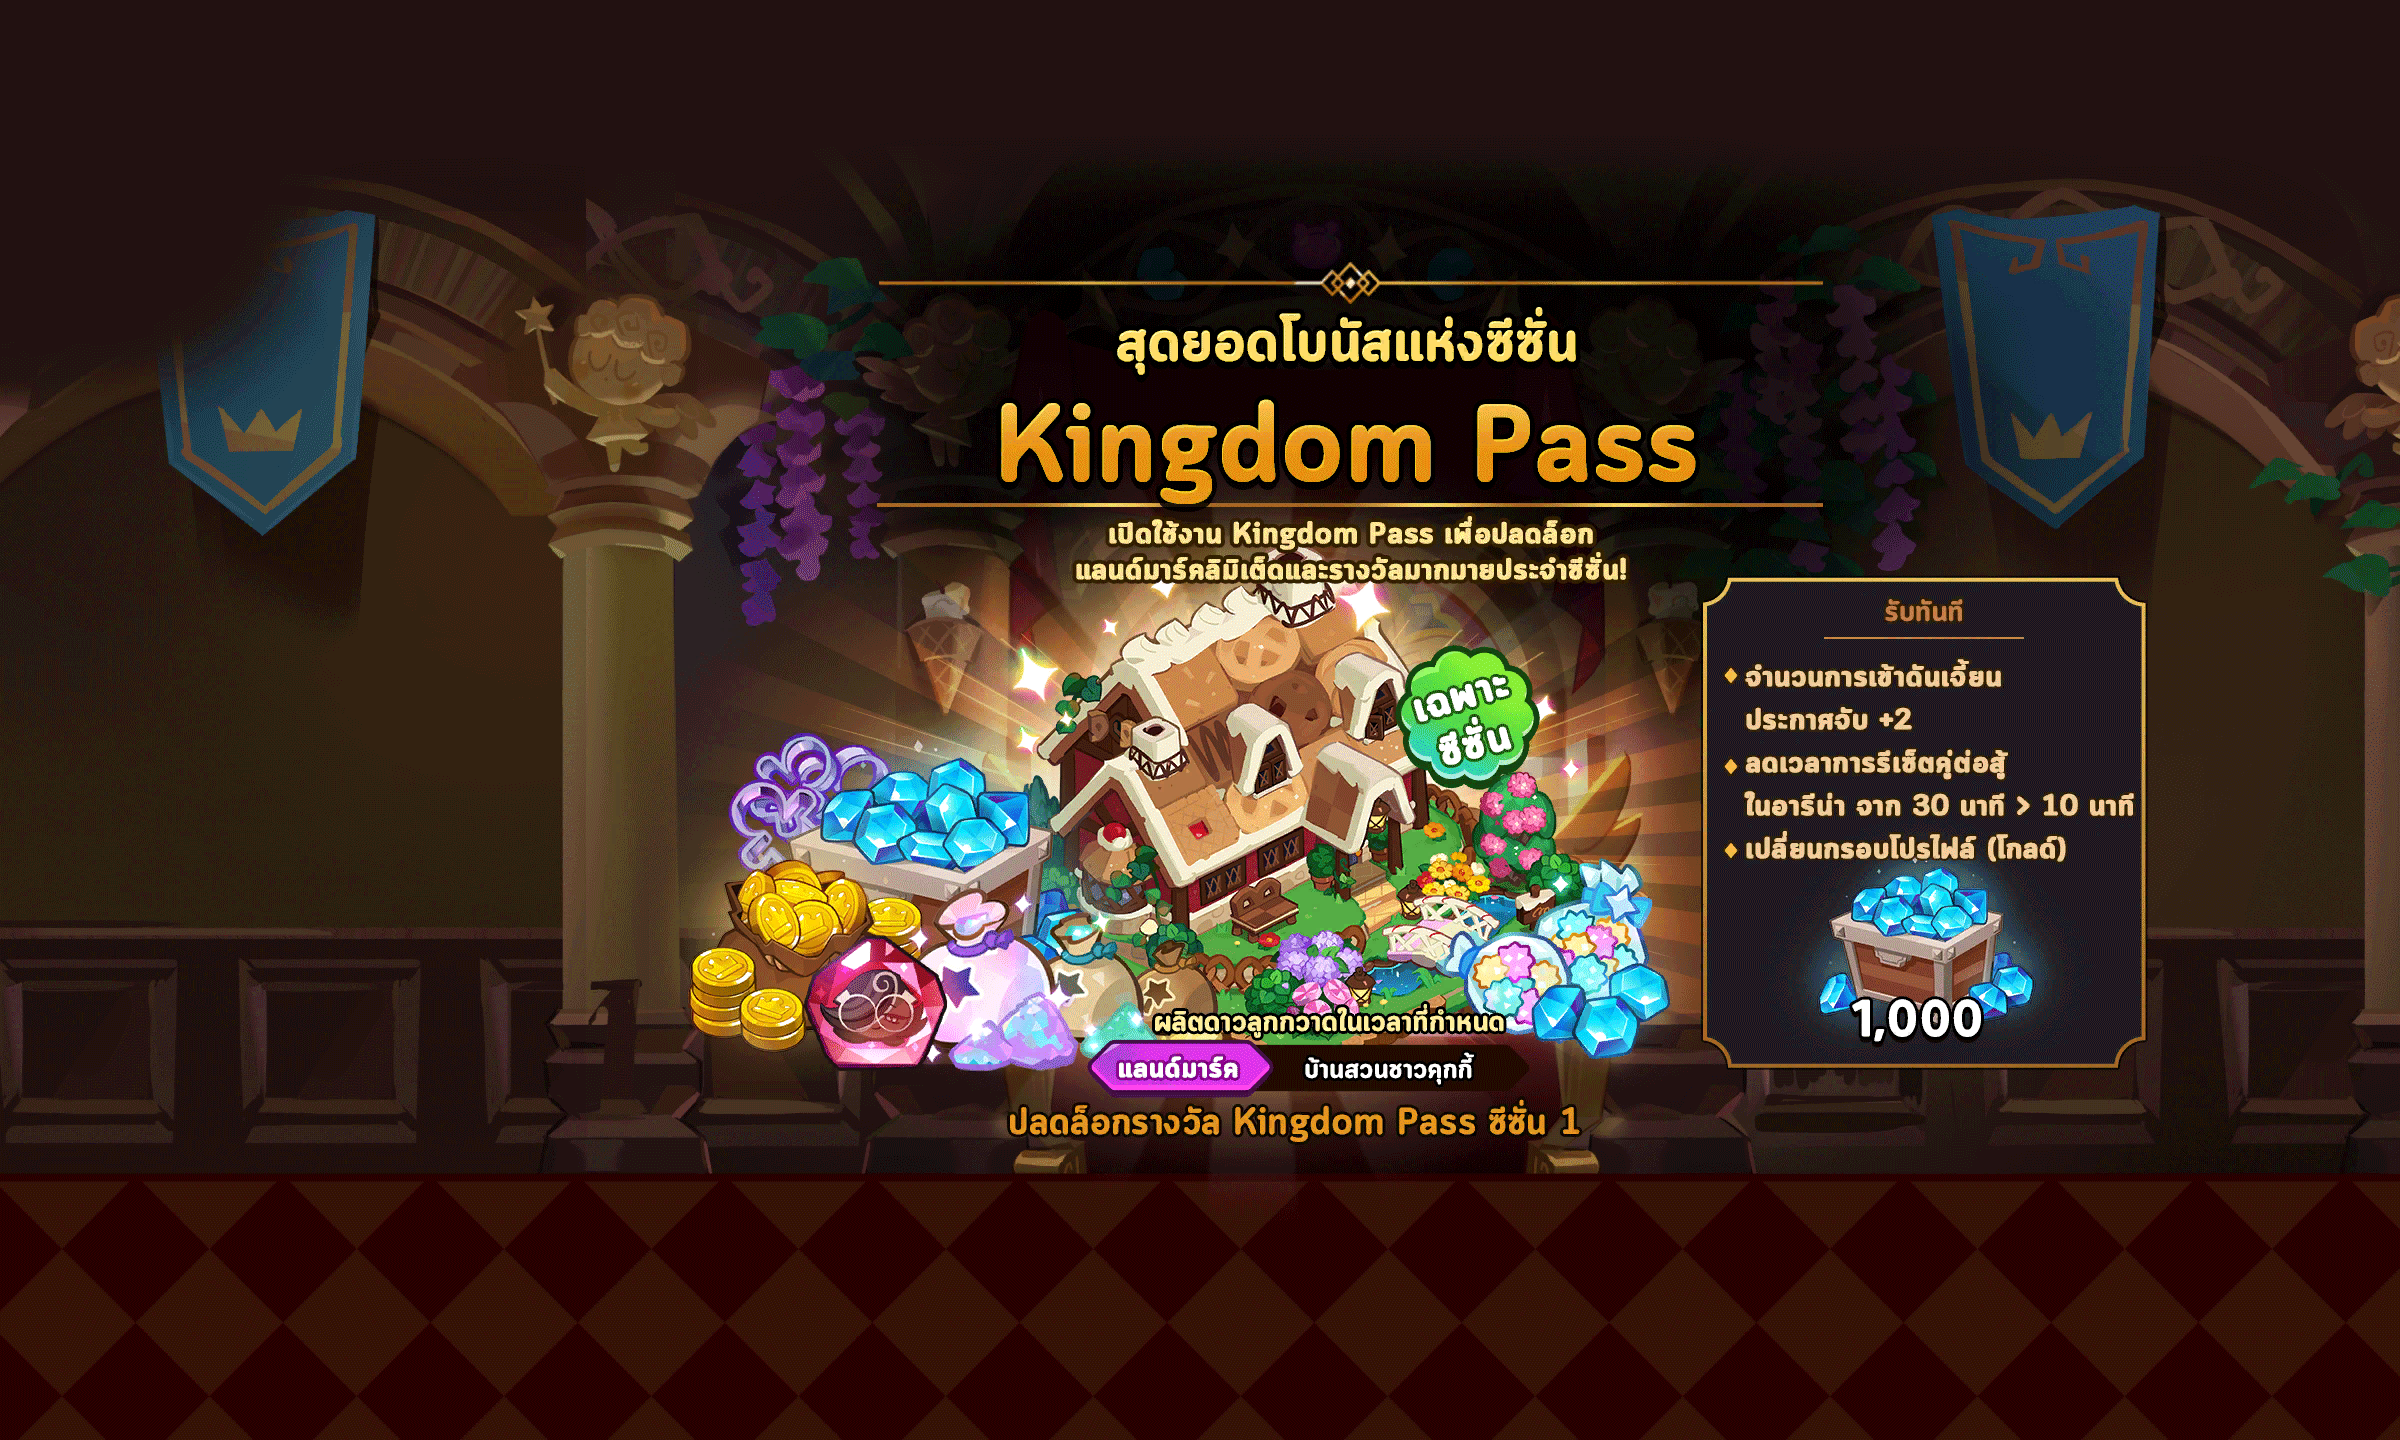 สุดยอดโบนัสแห่งซีซั่น
Kingdom Pass
เปิดใช้งาน Kingdom Pass เพื่อปลดล็อก
แลนด์มาร์คลิมิเต็ดและรางวัลมากมายประจำซีซั่น!
เฉพาะ
ซีซั่น
ผลิตดาวลูกกวาดในเวลาที่กำหนด
แลนด์มาร์ค บ้านสวนชาวคุกกี้
ปลดล็อกรางวัล Kingdom Pass ซีซั่น 1
รับทันที
จำนวนการเข้าดันเจี้ยน
ประกาศจับ +2
ลดเวลาการรีเซ็ตคู่ต่อสู้
ในอารีน่า จาก 30 นาที > 10 นาที
เปลี่ยนกรอบโปรไฟล์ (โกลด์)
1,000